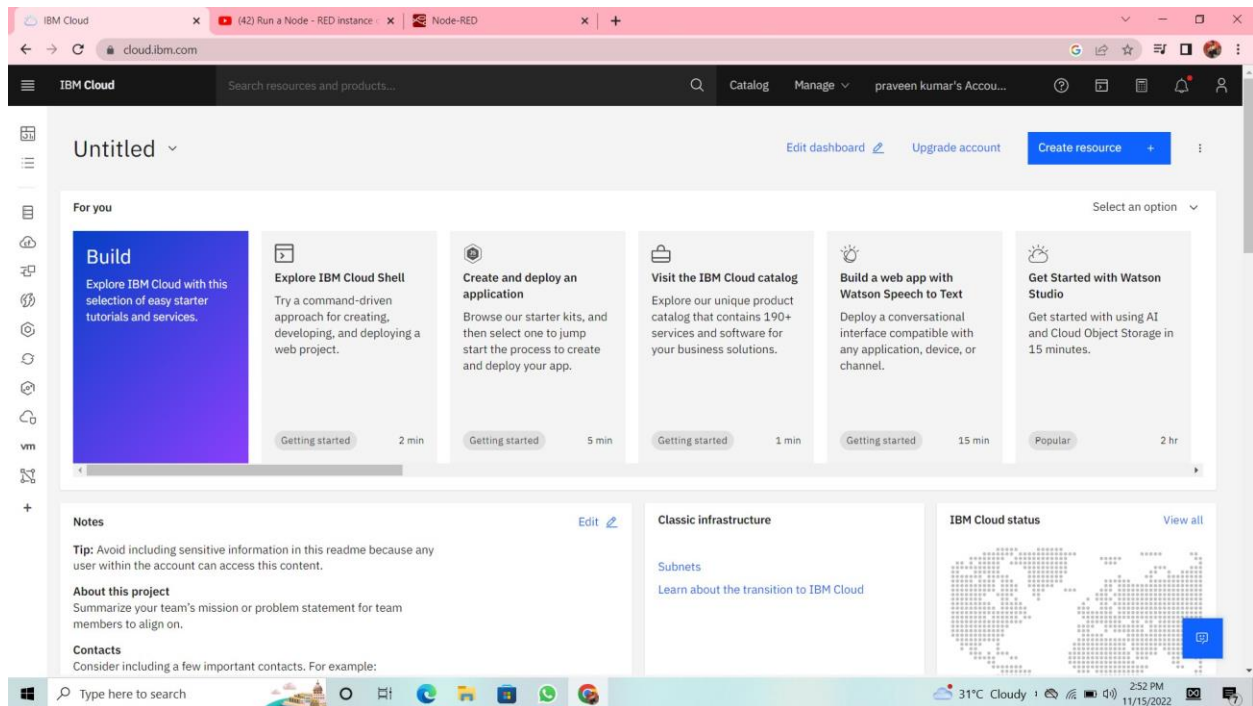 IBM Cloud
(42) Run a Node - RED instance
Node-RED
cloud.ibm.com
IBM Cloud
Search resources and products...
Catalog
Manage
praveen kumar's Accou...
Untitled
Edit dashboard
Upgrade account
Create resource +
For you
Select an option
Build
Explore IBM Cloud with this
selection of easy starter
tutorials and services.
Explore IBM Cloud Shell
Try a command-driven
approach for creating,
developing, and deploying a
web project.
Getting started 2 min
Create and deploy an
application
Browse our starter kits, and
then select one to jump
start the process to create
and deploy your app.
Getting started 5 min
Visit the IBM Cloud catalog
Explore our unique product
catalog that contains 190+
services and software for
your business solutions.
Getting started 1 min
Build a web app with
Watson Speech to Text
Deploy a conversational
interface compatible with
any application, device, or
channel.
Getting started 15 min
Get Started with Watson
Studio
Get started with using AI
and Cloud Object Storage in
15 minutes.
Popular 2 hr
vm
Notes
Edit
Tip: Avoid including sensitive information in this readme because any
user within the account can access this content.
About this project
Summarize your team's mission or problem statement for team
members to align on.
Contacts
Consider including a few important contacts. For example:
Classic infrastructure
Subnets
Learn about the transition to IBM Cloud
IBM Cloud status
View all
Type here to search
31°C Cloudy
2:52 PM
11/15/2022